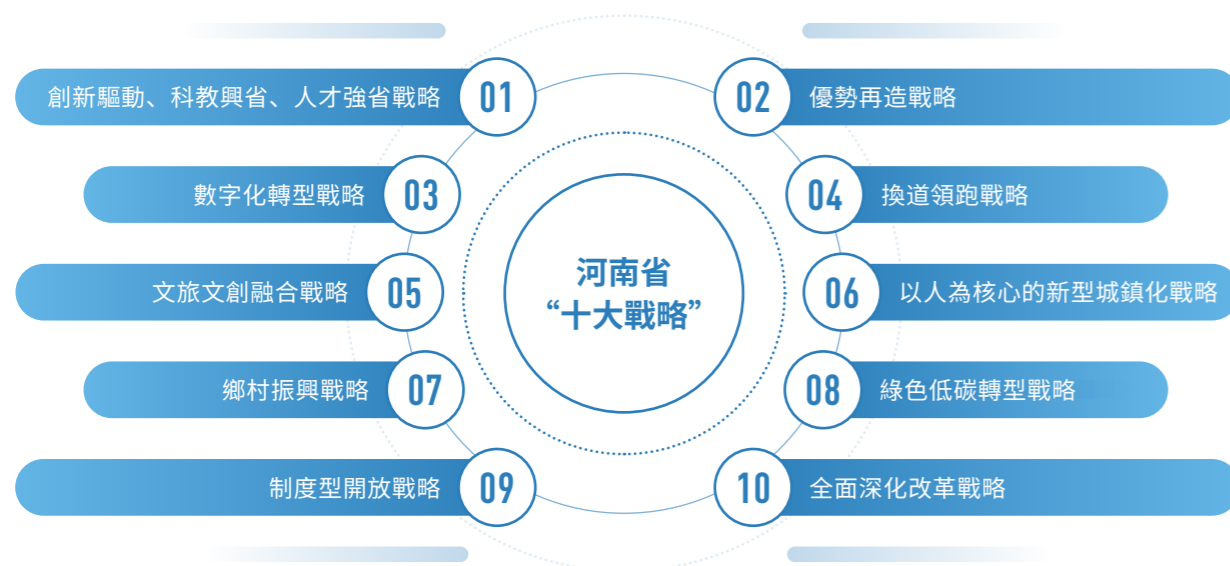 創新驅動、科教興省、人才強省戰略 01
02 優勢再造戰略
數字化轉型戰略 03
04 換道領跑戰略
河南省
“十大戰略”
文旅文創融合戰略 05
06 以人為核心的新型城鎮化戰略
鄉村振興戰略 07
08 綠色低碳轉型戰略
制度型開放戰略 09
10 全面深化改革戰略